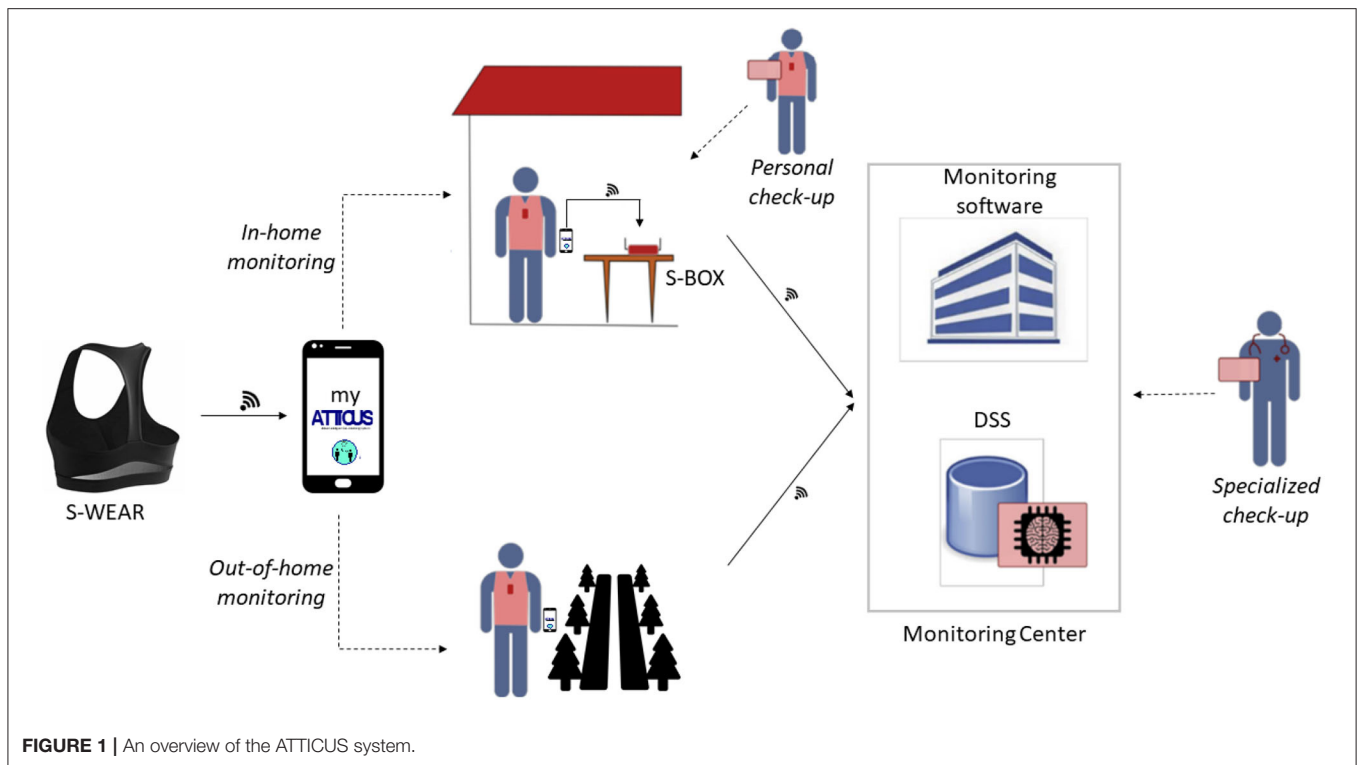 Personal
check-up
Monitoring
software
In-home
monitoring
S-BOX
my
ATTICUS
S-WEAR
DSS
Specialized
check-up
Out-of-home
monitoring
Monitoring Center
FIGURE 1 | An overview of the ATTICUS system.